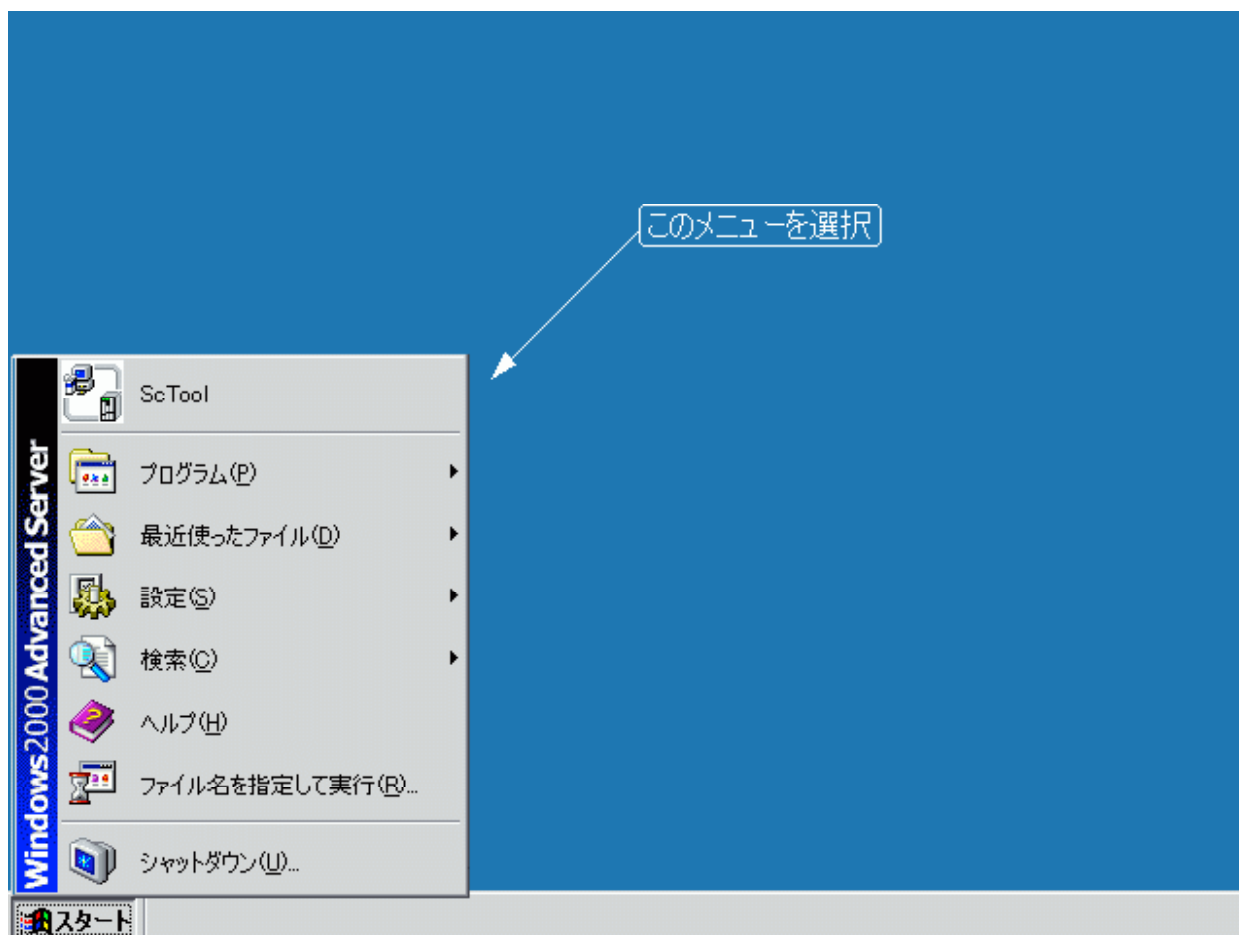 このメニューを選択
ScTool
プログラム(P)
最近使ったファイル(D)
設定(S)
検索(C)
ヘルプ(H)
ファイル名を指定して実行(R)...
シャットダウン(U)...
Windows2000 Advanced Server
スタート